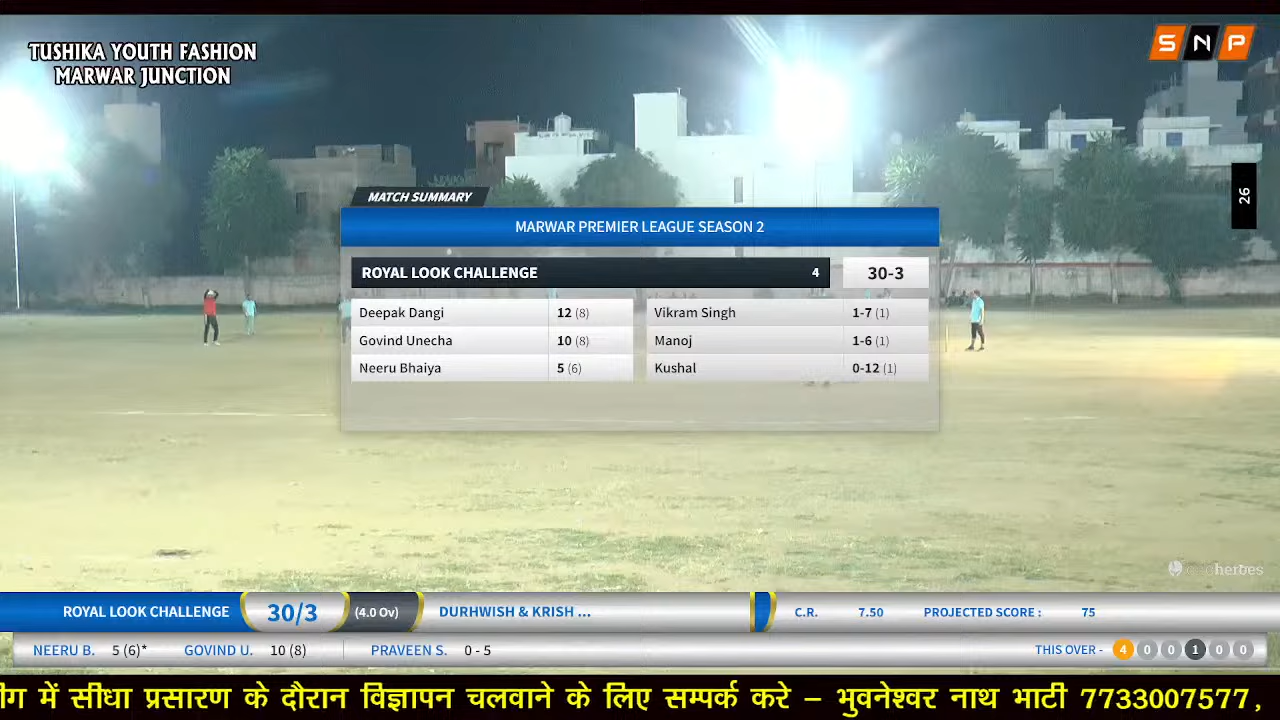 TUSHIKA YOUTH FASHION
MARWAR JUNCTION
SNP
26
MATCH SUMMARY
MARWAR PREMIER LEAGUE SEASON 2
ROYAL LOOK CHALLENGE 4 30-3
Deepak Dangi 12 (8) Vikram Singh 1-7 (1)
Govind Unecha 10 (8) Manoj 1-6 (1)
Neeru Bhaiya 5 (6) Kushal 0-12 (1)
heroes
ROYAL LOOK CHALLENGE 30/3 (4.0 Ov) DURHWISH & KRISH ... C.R. 7.50 PROJECTED SCORE : 75
NEERU B. 5 (6)* GOVIND U. 10 (8) PRAVEEN S. 0 - 5 THIS OVER - 4 0 0 1 0 0
में सीधा प्रसारण के दौरान विज्ञापन चलवाने के लिए सम्पर्क करे – भुवनेश्वर नाथ भाटी 7733007577,